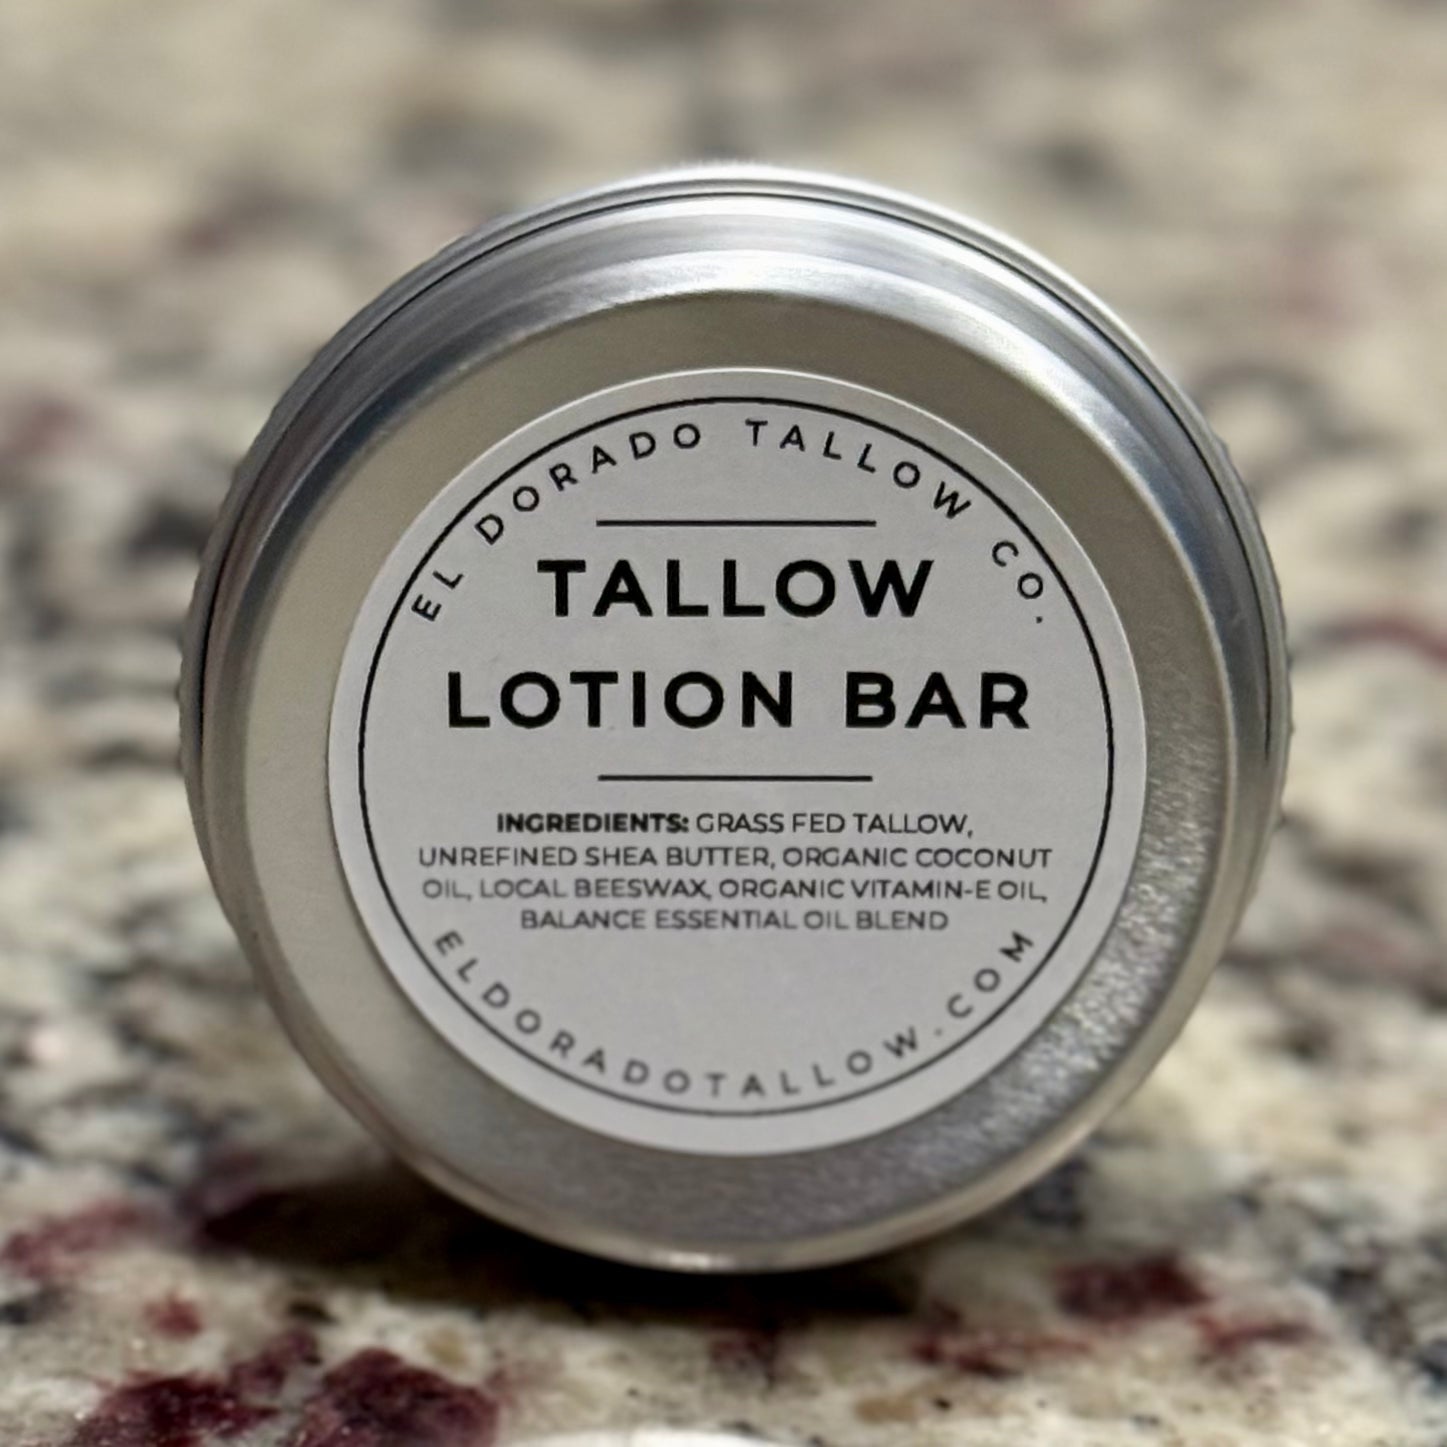 EL DORADO TALLOW CO.
TALLOW
LOTION BAR
INGREDIENTS: GRASS FED TALLOW,
UNREFINED SHEA BUTTER, ORGANIC COCONUT
OIL, LOCAL BEESWAX, ORGANIC VITAMIN-E OIL,
BALANCE ESSENTIAL OIL BLEND
ELDORADOTALLOW.COM